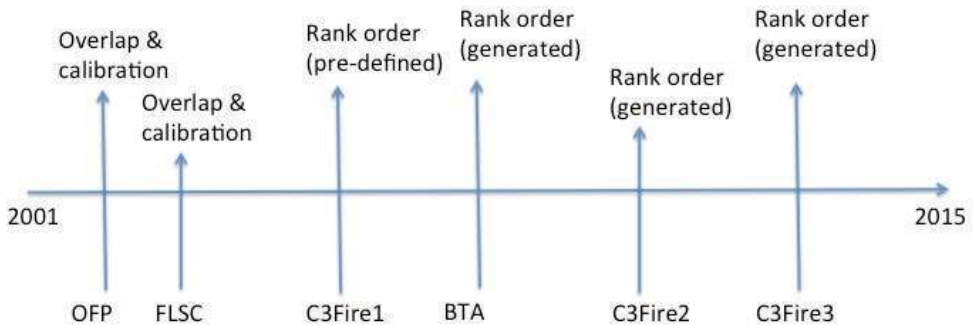 Overlap &
calibration
Overlap &
calibration
Rank order
(pre-defined)
Rank order
(generated)
Rank order
(generated)
Rank order
(generated)
2001
2015
OFP
FLSC
C3Fire1
BTA
C3Fire2
C3Fire3